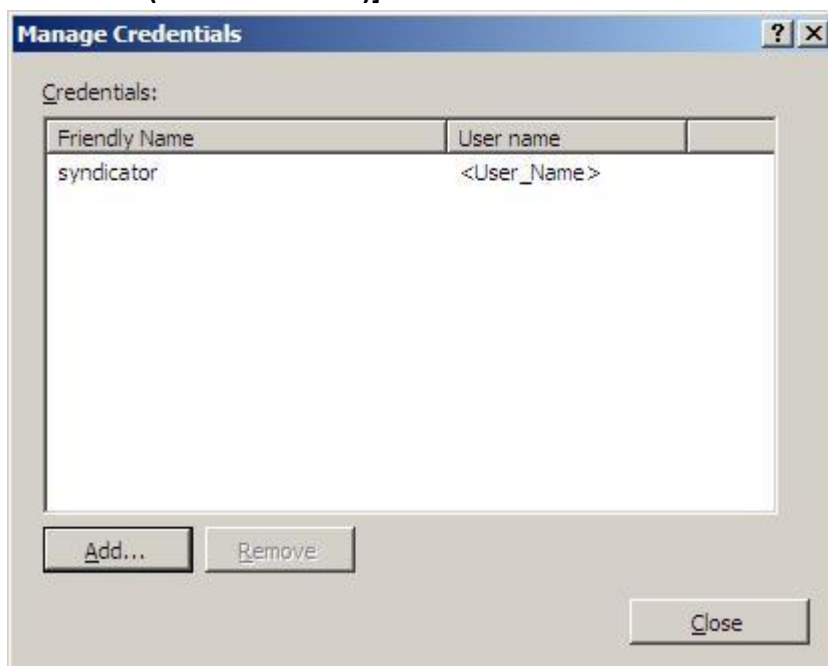 Manage Credentials
Credentials:
Friendly Name User name
syndicator <User_Name>
Add... Remove
Close